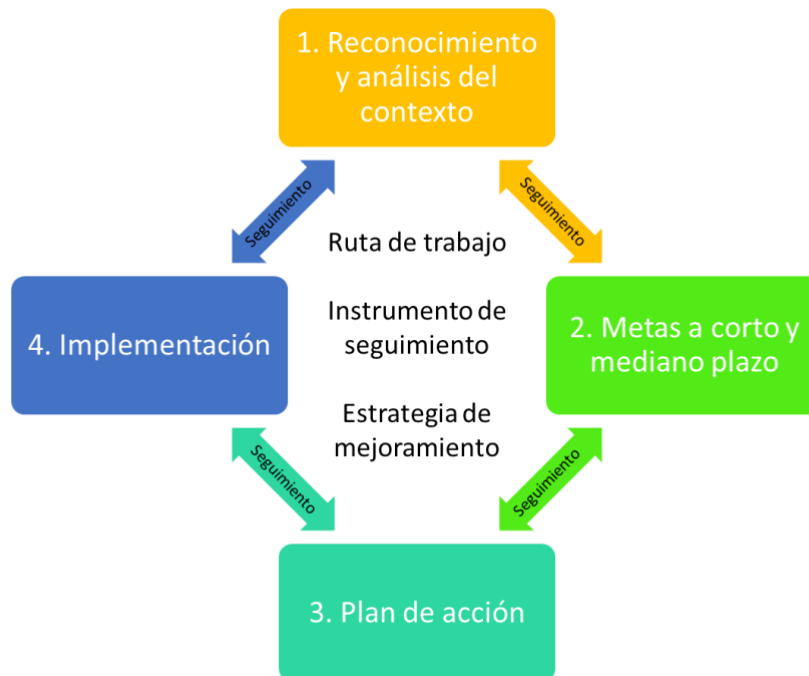 1. Reconocimiento
y análisis del
contexto
Seguimiento
Seguimiento
Ruta de trabajo
Instrumento de
seguimiento
4. Implementación
2. Metas a corto y
mediano plazo
Estrategia de
mejoramiento
Seguimiento
Seguimiento
3. Plan de acción